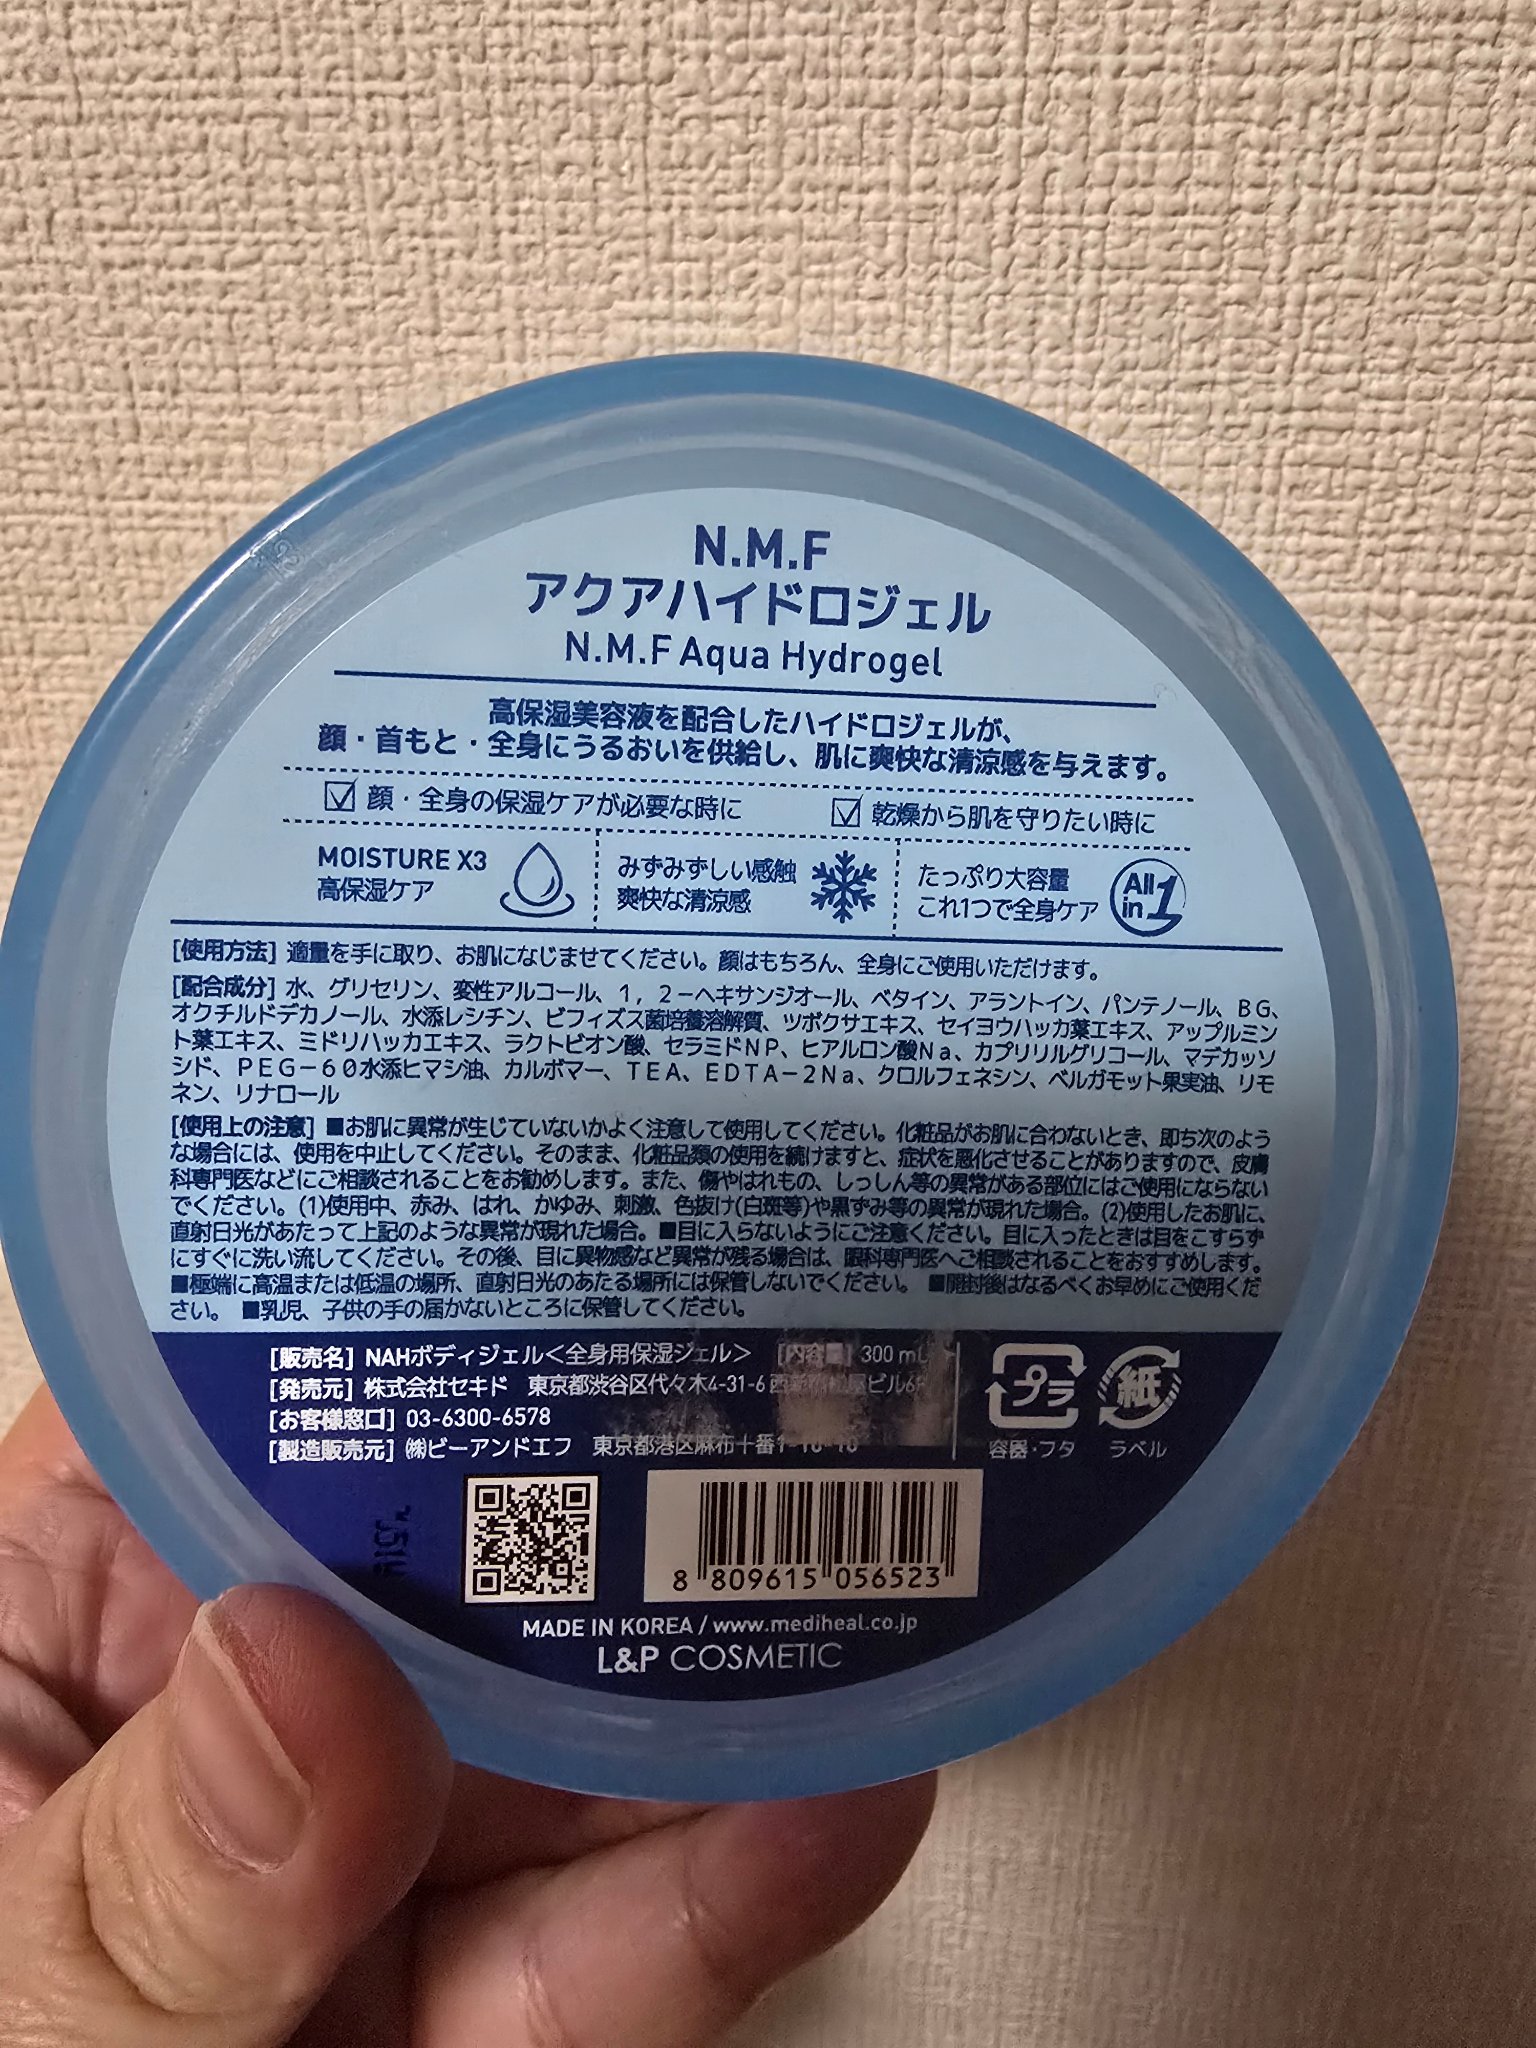 N.M.F
アクアハイドロジェル
N.M.F Aqua Hydrogel
高保湿美容液を配合したハイドロジェルが、
顔・首もと・全身にうるおいを供給し、肌に爽快な清涼感を与えます。
顔・全身の保湿ケアが必要な時に
乾燥から肌を守りたい時に
MOISTURE X3
高保湿ケア
みずみずしい感触
爽快な清涼感
たっぷり大容量
これ1つで全身ケア
All
in 1
[使用方法] 適量を手に取り、お肌になじませてください。顔はもちろん、全身にご使用いただけます。
[配合成分] 水、グリセリン、変性アルコール、1，2－ヘキサンジオール、ベタイン、アラントイン、パンテノール、BG、
オクチルドデカノール、水添レシチン、ビフィズス菌培養溶解質、ツボクサエキス、セイヨウハッカ葉エキス、アップルミン
ト葉エキス、ミドリハッカエキス、ラクトビオン酸、セラミドNP、ヒアルロン酸Na、カプリリルグリコール、マデカッソ
シド、PEG－60水添ヒマシ油、カルボマー、TEA、EDTA－2Na、クロルフェネシン、ベルガモット果実油、リモ
ネン、リナロール
[使用上の注意] ■お肌に異常が生じていないかよく注意して使用してください。化粧品がお肌に合わないとき、即ち次のよう
な場合には、使用を中止してください。そのまま、化粧品類の使用を続けますと、症状を悪化させることがありますので、皮膚
科専門医などにご相談されることをお勧めします。また、傷やはれもの、しっしん等の異常がある部位にはご使用にならない
でください。(1)使用中、赤み、はれ、かゆみ、刺激、色抜け(白斑等)や黒ずみ等の異常が現れた場合。(2)使用したお肌に、
直射日光があたって上記のような異常が現れた場合。■目に入らないようにご注意ください。目に入ったときは目をこすらず
にすぐに洗い流してください。その後、目に異物感など異常が残る場合は、眼科専門医へご相談されることをおすすめします。
■極端に高温または低温の場所、直射日光のあたる場所には保管しないでください。 ■開封後はなるべくお早めにご使用くだ
さい。 ■乳児、子供の手の届かないところに保管してください。
[販売名] NAHボディジェル＜全身用保湿ジェル＞ [内容量] 300 mL
[発売元] 株式会社セキド 東京都渋谷区代々木4-31-6
[お客様窓口] 03-6300-6578
[製造販売元] ㈱ビーアンドエフ 東京都港区麻布十番
プラ
容器・フタ
紙
ラベル
8 809615 056523
MADE IN KOREA / www.mediheal.co.jp
L&P COSMETIC